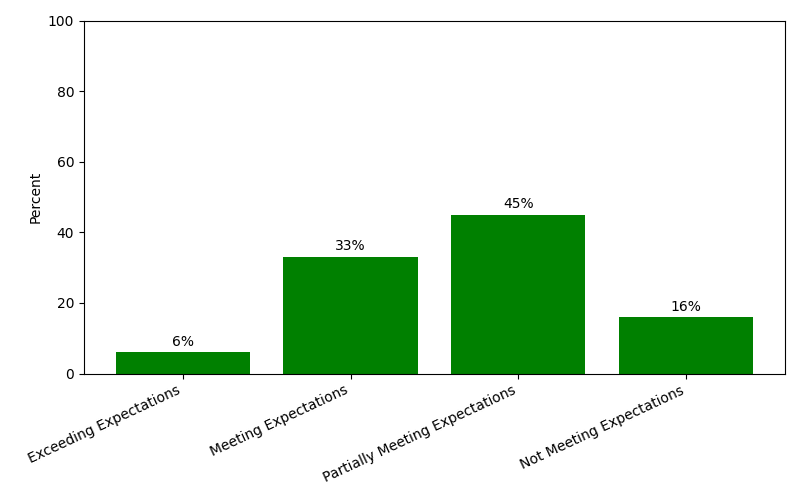 100
80
60
40
20
0
Percent
6%
33%
45%
16%
Exceeding Expectations
Meeting Expectations
Partially Meeting Expectations
Not Meeting Expectations